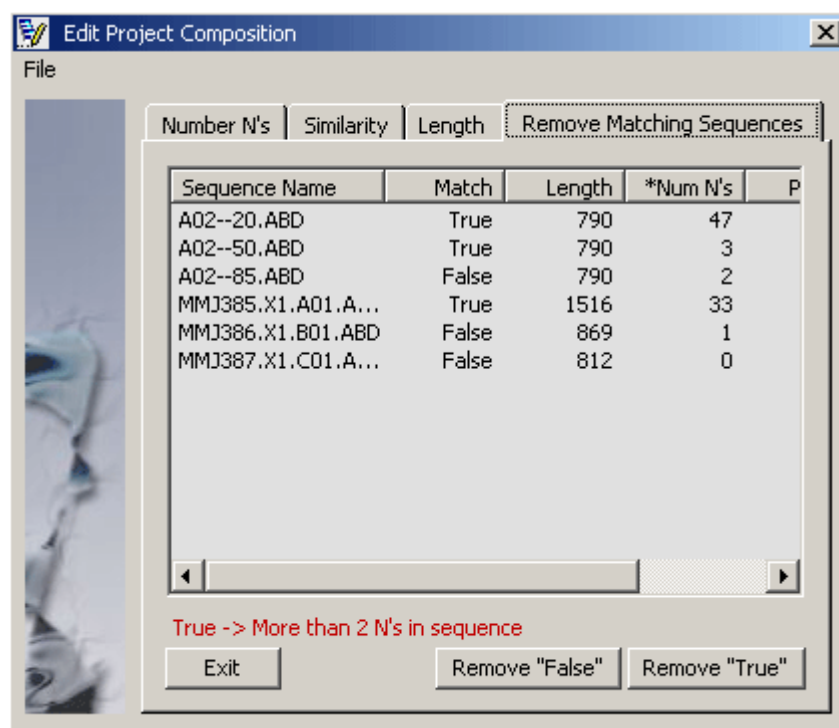 Edit Project Composition
File
Number N's Similarity Length Remove Matching Sequences
Sequence Name Match Length *Num N's P
A02--20.ABD True 790 47
A02--50.ABD True 790 3
A02--85.ABD False 790 2
MMJ385.X1.A01.A... True 1516 33
MMJ386.X1.B01.ABD False 869 1
MMJ387.X1.C01.A... False 812 0
True -> More than 2 N's in sequence
Exit Remove "False" Remove "True"